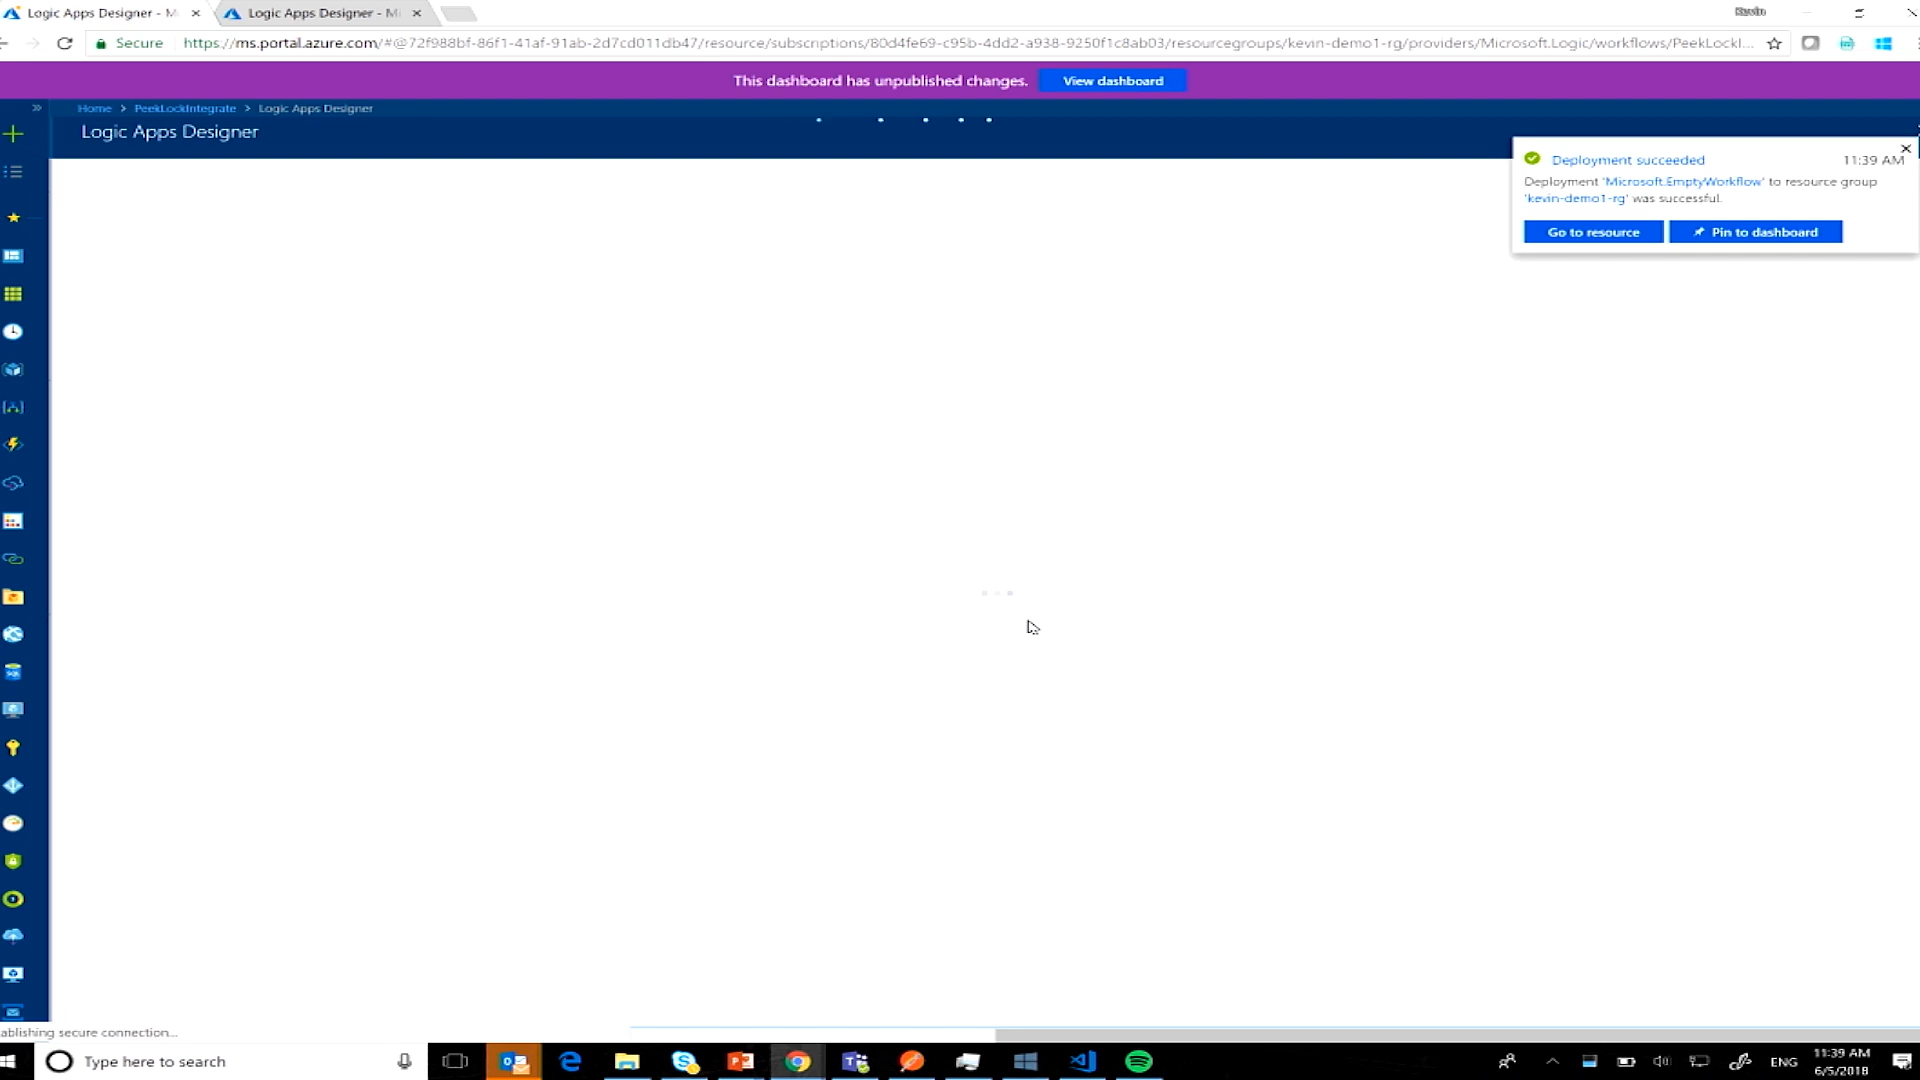 Logic Apps Designer - M
Logic Apps Designer - Mi
Kevin
Secure
https://ms.portal.azure.com/#@72f988bf-86f1-41af-91ab-2d7cd011db47/resource/subscriptions/80d4fe69-c95b-4dd2-a938-9250f1c8ab03/resourcegroups/kevin-demo1-rg/providers/Microsoft.Logic/workflows/PeekLockI...
This dashboard has unpublished changes. View dashboard
Home > PeekLockIntegrate > Logic Apps Designer
Logic Apps Designer
Deployment succeeded 11:39 AM
Deployment 'Microsoft.EmptyWorkflow' to resource group
'kevin-demo1-rg' was successful.
Go to resource
Pin to dashboard
ablishing secure connection...
Type here to search
ENG
11:39 AM
6/5/2018